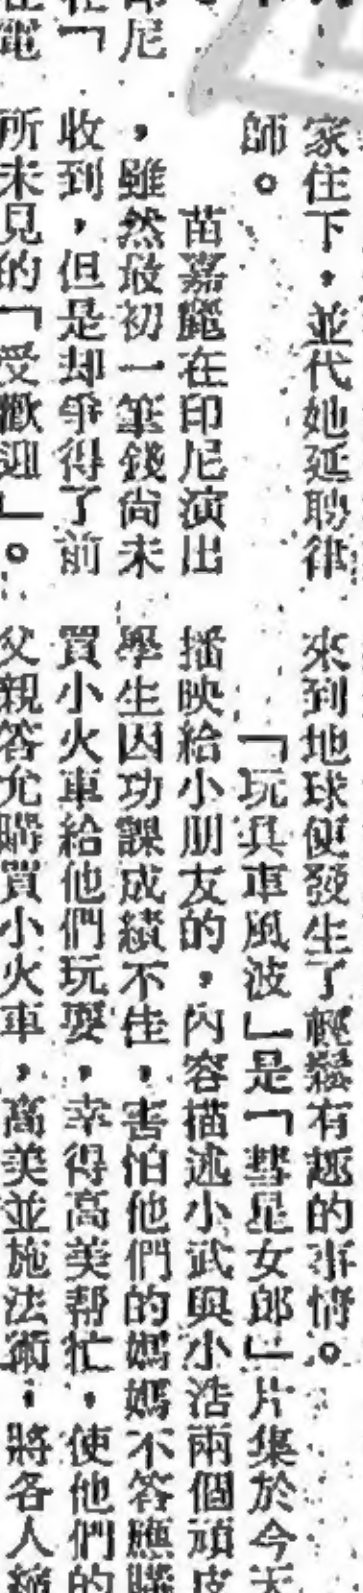 印尼
家住下，並代她延聘律
師。
苗嘉麗在印尼演出
，雖然最初一筆錢尚未
收到，但是却爭得了前
所未見的「受歡迎」。
來到地球便發生了輕鬆有趣的事情。
「玩具車風波」是「彗星女郎」片集於今天
播映給小朋友的，內容描述小武與小浩兩個頑皮
學生因功課成績不佳，害怕他們的媽媽不答應購
買小火車給他們玩耍，幸得高美帮忙，使他們的
父親答允購買小火車，高美並施法術，將各人